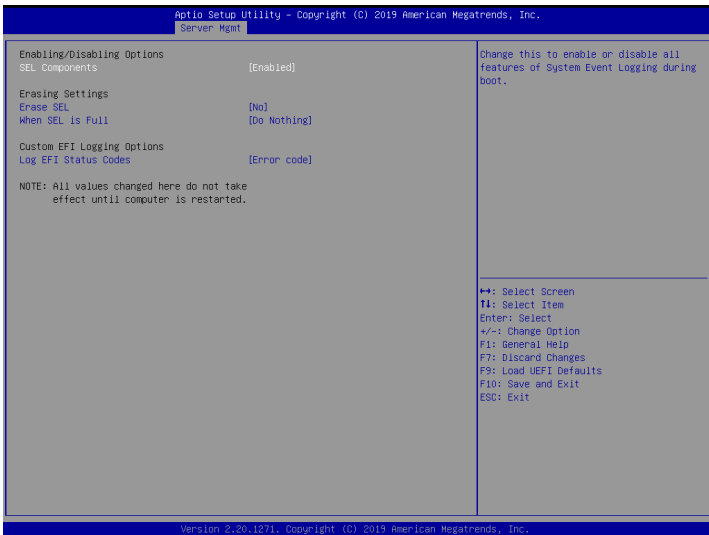 Aptio Setup Utility – Copyright (C) 2019 American Megatrends, Inc.
Server Mgmt
Enabling/Disabling Options
SEL Components [Enabled]
Erasing Settings
Erase SEL [No]
When SEL is Full [Do Nothing]
Custom EFI Logging Options
Log EFI Status Codes [Error code]
NOTE: All values changed here do not take
effect until computer is restarted.
Change this to enable or disable all
features of System Event Logging during
boot.
↔: Select Screen
↑↓: Select Item
Enter: Select
+/-: Change Option
F1: General Help
F7: Discard Changes
F9: Load UEFI Defaults
F10: Save and Exit
ESC: Exit
Version 2.20.1271. Copyright (C) 2019 American Megatrends, Inc.